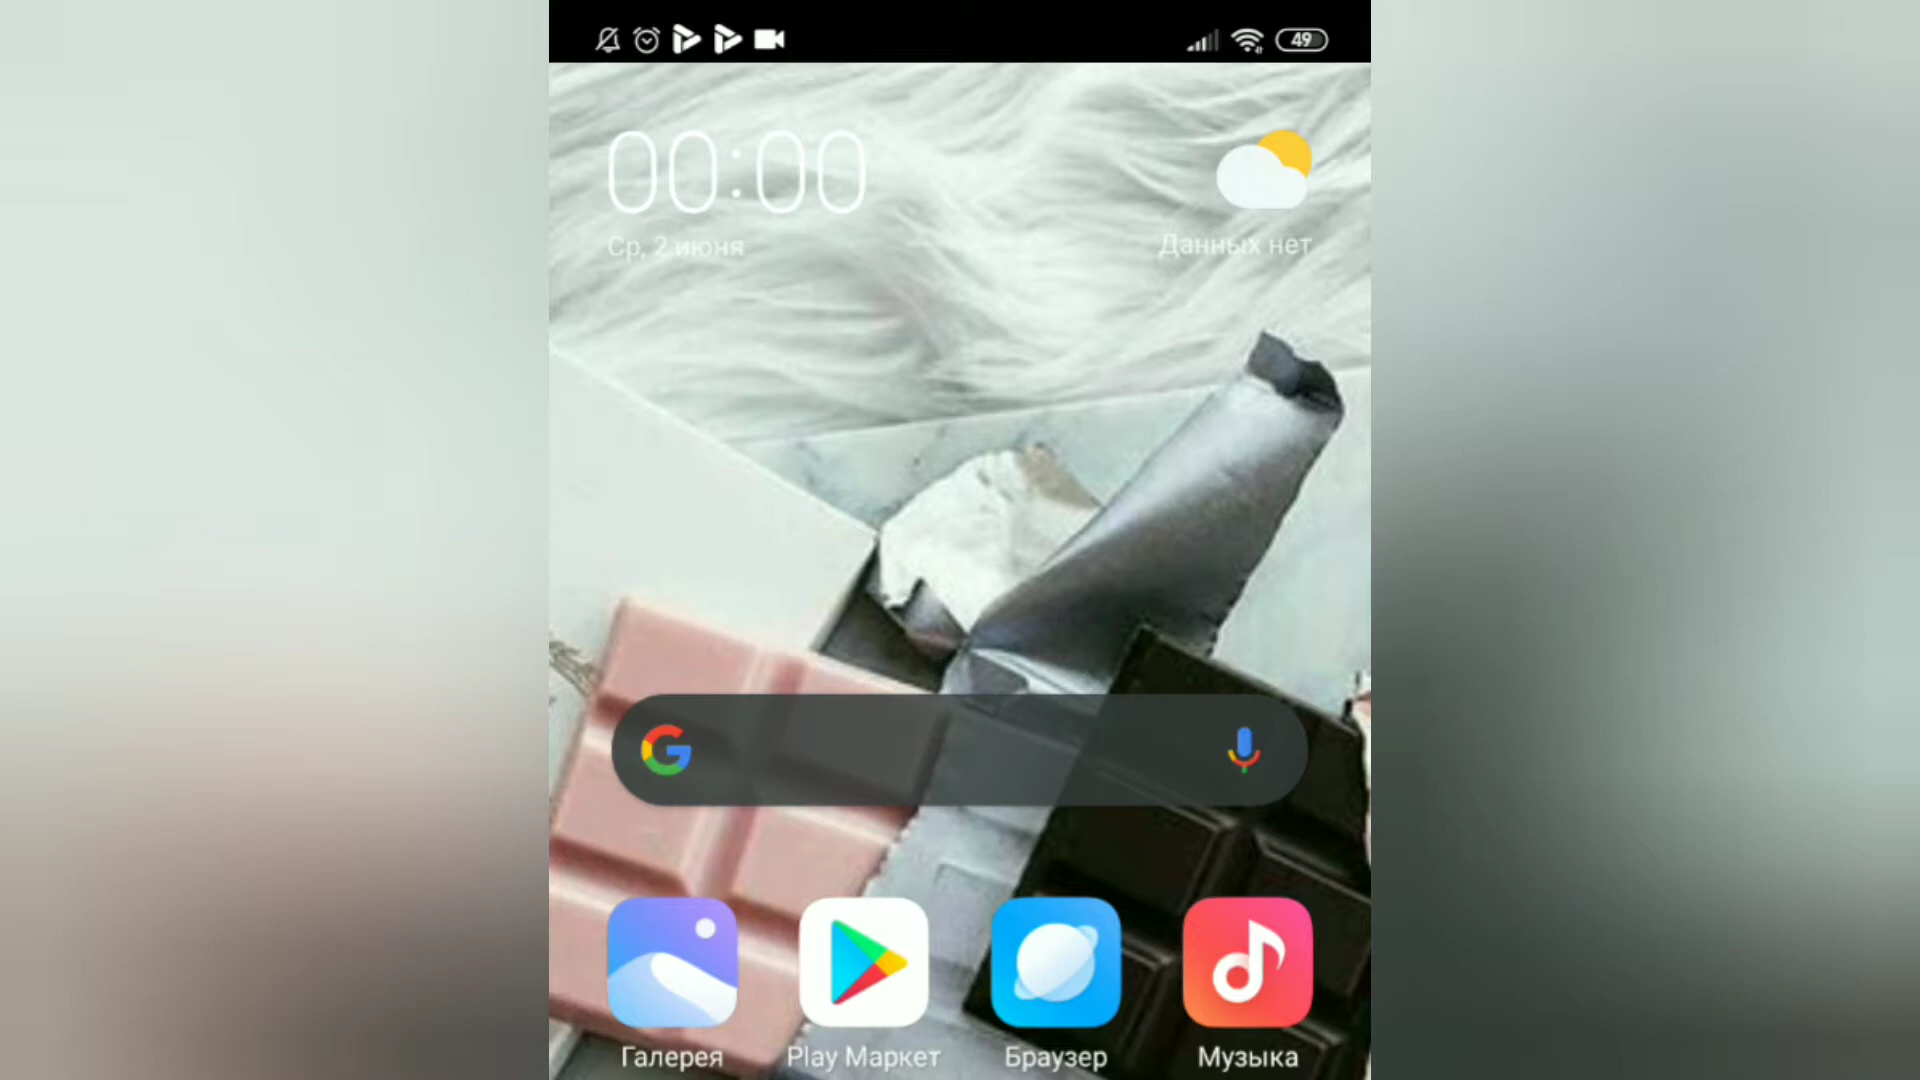 49
00:00
Ср, 2 июня
Данных нет
Галерея
Play Маркет
Браузер
Музыка